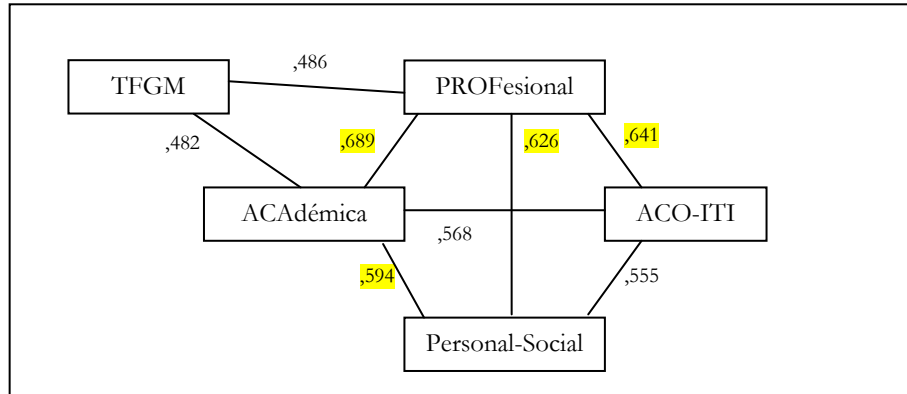 ,486
TFGM
PROFesional
,482
,689
,626
,641
ACAdémica
ACO-ITI
,568
,594
,555
Personal-Social